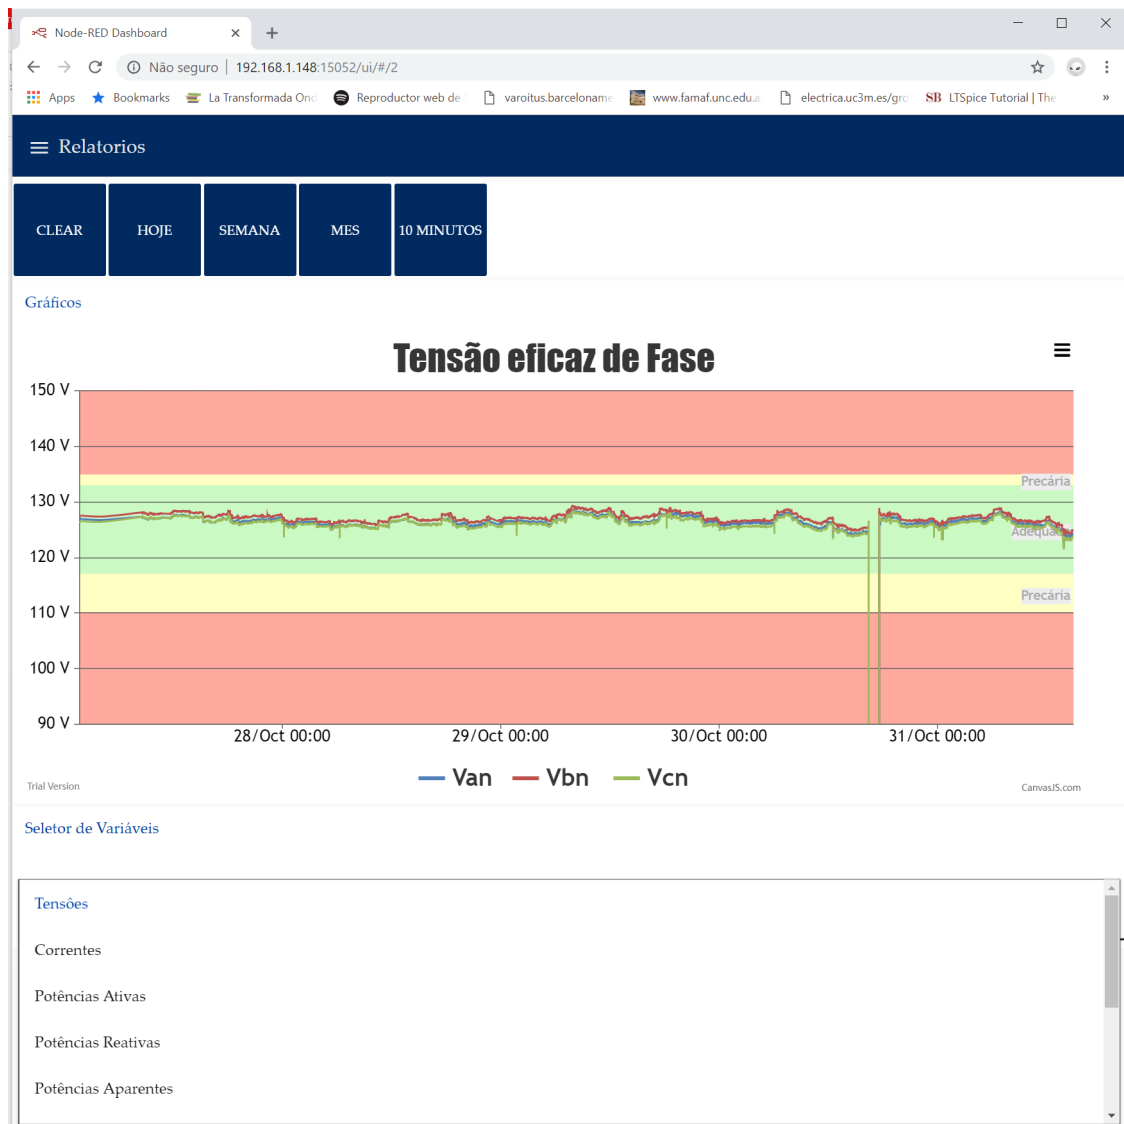 Node-RED Dashboard
Não seguro | 192.168.1.148:15052/ui/#/2
Apps Bookmarks La Transformada Ond Reproductor web de varoitus.barceloname www.famaf.unc.edu.a electrica.uc3m.es/gro SB LTSpice Tutorial | The »
Relatorios
CLEAR HOJE SEMANA MES 10 MINUTOS
Gráficos
Tensão eficaz de Fase
150 V
140 V
Precária
130 V
Adequada
120 V
Precária
110 V
100 V
90 V
28/Oct 00:00 29/Oct 00:00 30/Oct 00:00 31/Oct 00:00
Van Vbn Vcn
Trial Version CanvasJS.com
Seletor de Variáveis
Tensões
Correntes
Potências Ativas
Potências Reativas
Potências Aparentes